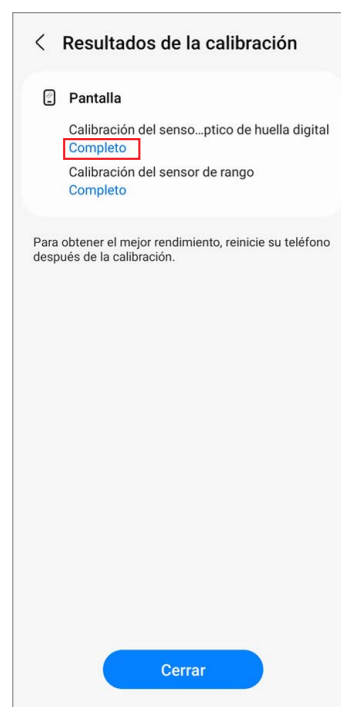 Resultados de la calibración
Pantalla
Calibración del senso...ptico de huella digital
Completo
Calibración del sensor de rango
Completo
Para obtener el mejor rendimiento, reinicie su teléfono
después de la calibración.
Cerrar